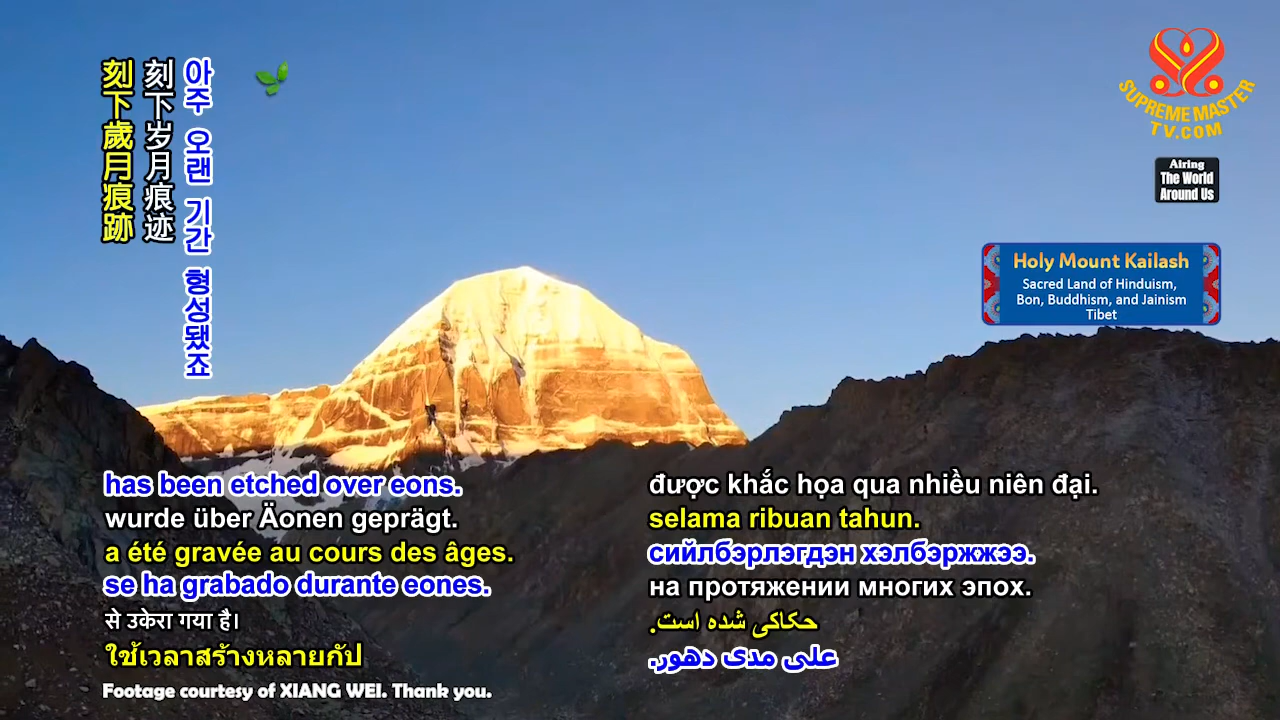 刻下歲月痕跡
刻下岁月痕迹
아주 오랜 기간 형성됐죠
SUPREME MASTER
TV.COM
Airing
The World
Around Us
Holy Mount Kailash
Sacred Land of Hinduism,
Bon, Buddhism, and Jainism
Tibet
has been etched over eons.
wurde über Äonen geprägt.
a été gravée au cours des âges.
se ha grabado durante eones.
से उकेरा गया है।
ใช้เวลาสร้างหลายกัป
được khắc họa qua nhiều niên đại.
selama ribuan tahun.
сийлбэрлэгдэн хэлбэржжээ.
на протяжении многих эпох.
حکاکی شده است.
على مدى دهور.
Footage courtesy of XIANG WEI. Thank you.